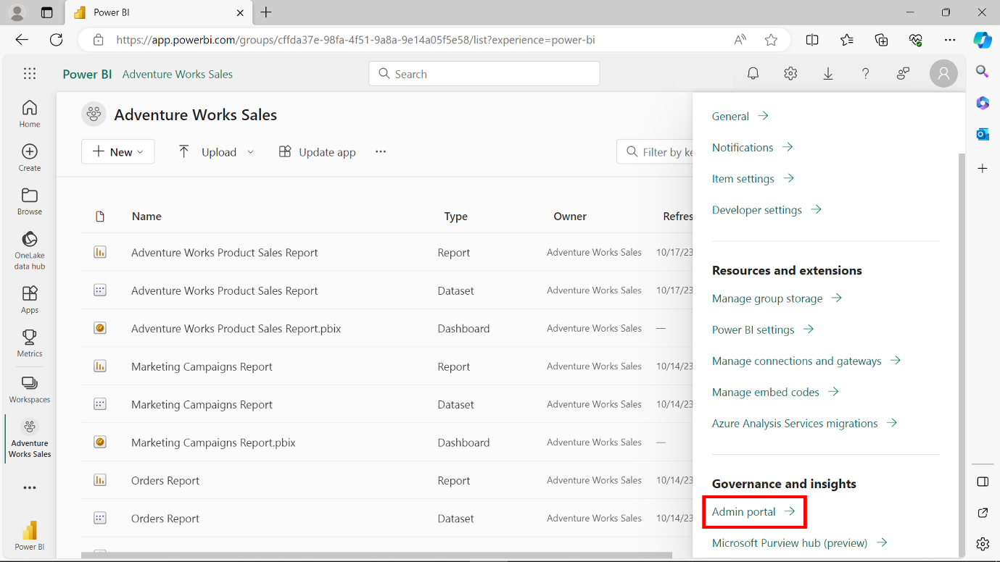 Power BI
https://app.powerbi.com/groups/cffda37e-98fa-4f51-9a8a-9e14a05f5e58/list?experience=power-bi
Power BI Adventure Works Sales
Search
Home
Create
Browse
OneLake
data hub
Apps
Metrics
Workspaces
Adventure
Works Sales
Power BI
Adventure Works Sales
New Upload Update app
Filter by ke
Name Type Owner Refres
Adventure Works Product Sales Report Report Adventure Works Sales 10/17/23
Adventure Works Product Sales Report Dataset Adventure Works Sales 10/17/23
Adventure Works Product Sales Report.pbix Dashboard Adventure Works Sales —
Marketing Campaigns Report Report Adventure Works Sales 10/14/23
Marketing Campaigns Report Dataset Adventure Works Sales 10/14/23
Marketing Campaigns Report.pbix Dashboard Adventure Works Sales —
Orders Report Report Adventure Works Sales 10/14/23
Orders Report Dataset Adventure Works Sales 10/14/23
General
Notifications
Item settings
Developer settings
Resources and extensions
Manage group storage
Power BI settings
Manage connections and gateways
Manage embed codes
Azure Analysis Services migrations
Governance and insights
Admin portal
Microsoft Purview hub (preview)